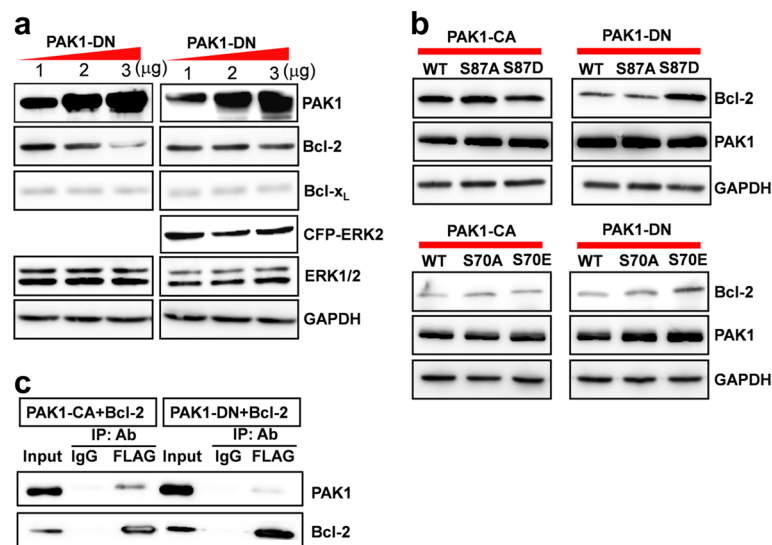 a
PAK1-DN PAK1-DN
1 2 3 (μg) 1 2 3 (μg)
PAK1
Bcl-2
Bcl-xL
CFP-ERK2
ERK1/2
GAPDH
b
PAK1-CA PAK1-DN
WT S87A S87D WT S87A S87D
Bcl-2
PAK1
GAPDH
PAK1-CA PAK1-DN
WT S70A S70E WT S70A S70E
Bcl-2
PAK1
GAPDH
c
PAK1-CA+Bcl-2 PAK1-DN+Bcl-2
IP: Ab IP: Ab
Input IgG FLAG Input IgG FLAG
PAK1
Bcl-2